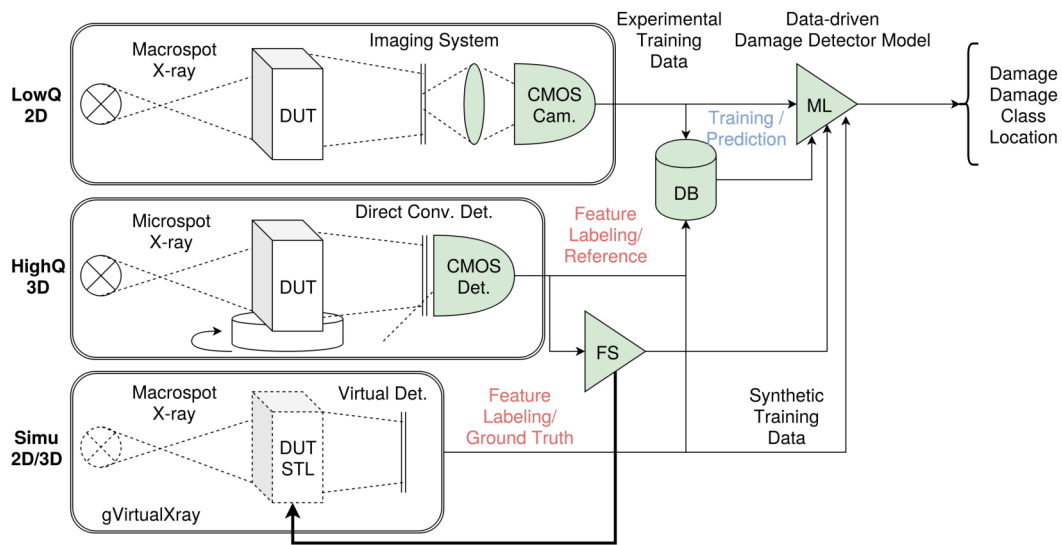 Experimental
Training
Data
Data-driven
Damage Detector Model
Imaging System
Macrospot
X-ray
LowQ
2D
DUT
CMOS
Cam.
ML
Training /
Prediction
Damage
Damage
Class
Location
DB
Microspot
X-ray
Direct Conv. Det.
HighQ
3D
DUT
CMOS
Det.
Feature
Labeling/
Reference
FS
Macrospot
X-ray
Virtual Det.
Simu
2D/3D
DUT
STL
gVirtualXray
Feature
Labeling/
Ground Truth
Synthetic
Training
Data